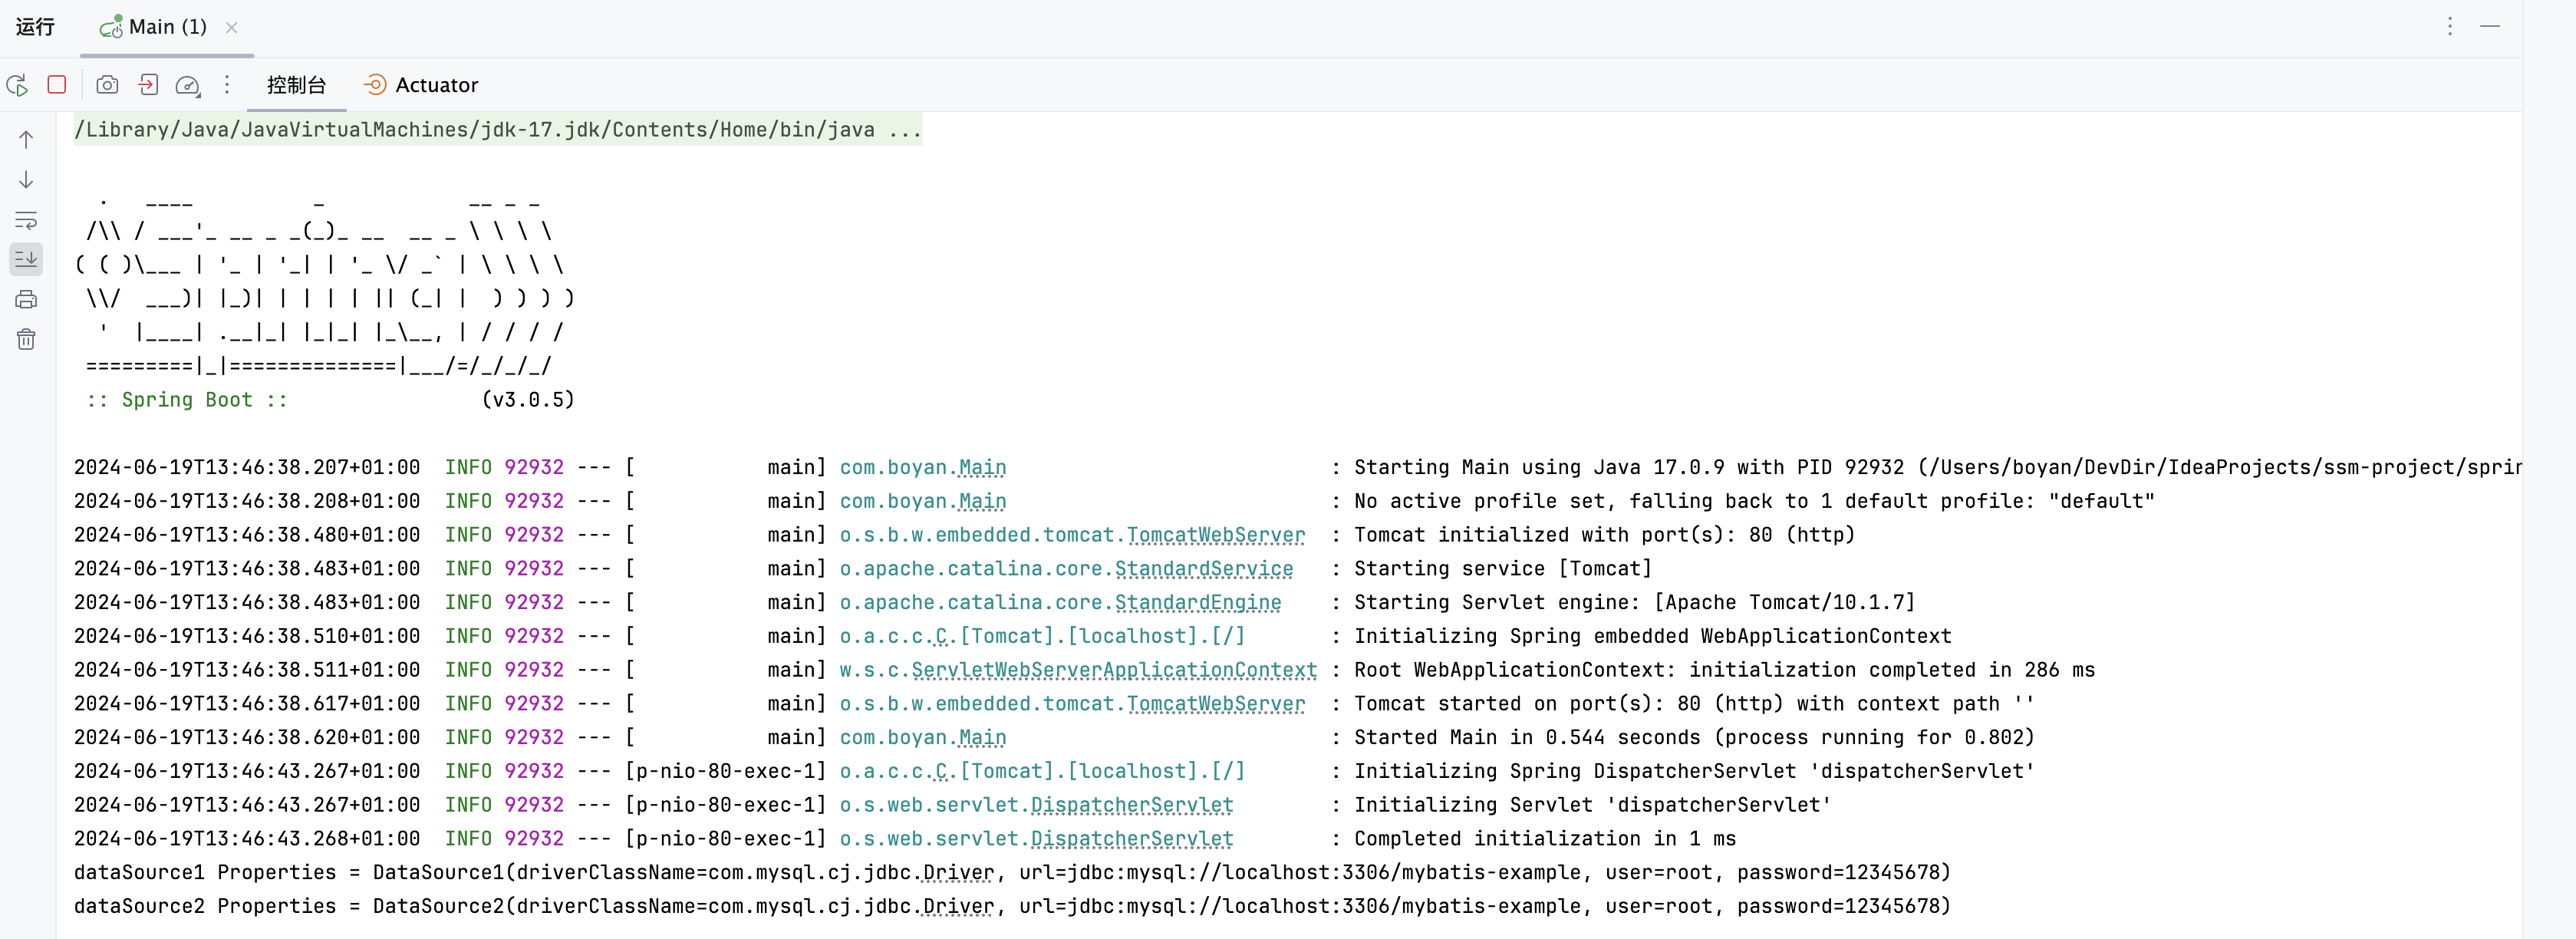 运行 Main (1)
控制台 Actuator
/Library/Java/JavaVirtualMachines/jdk-17.jdk/Contents/Home/bin/java ...
  .   ____          _            __ _ _
 /\\ / ___'_ __ _ _(_)_ __  __ _ \ \ \ \
( ( )\___ | '_ | '_| | '_ \/ _` | \ \ \ \
 \\/  ___)| |_)| | | | | || (_| |  ) ) ) )
  '  |____| .__|_| |_|_| |_\__, | / / / /
 =========|_|==============|___/=/_/_/_/
 :: Spring Boot ::                (v3.0.5)
2024-06-19T13:46:38.207+01:00  INFO 92932 --- [           main] com.boyan.Main                           : Starting Main using Java 17.0.9 with PID 92932 (/Users/boyan/DevDir/IdeaProjects/ssm-project/sprin
2024-06-19T13:46:38.208+01:00  INFO 92932 --- [           main] com.boyan.Main                           : No active profile set, falling back to 1 default profile: "default"
2024-06-19T13:46:38.480+01:00  INFO 92932 --- [           main] o.s.b.w.embedded.tomcat.TomcatWebServer  : Tomcat initialized with port(s): 80 (http)
2024-06-19T13:46:38.483+01:00  INFO 92932 --- [           main] o.apache.catalina.core.StandardService   : Starting service [Tomcat]
2024-06-19T13:46:38.483+01:00  INFO 92932 --- [           main] o.apache.catalina.core.StandardEngine    : Starting Servlet engine: [Apache Tomcat/10.1.7]
2024-06-19T13:46:38.510+01:00  INFO 92932 --- [           main] o.a.c.c.C.[Tomcat].[localhost].[/]       : Initializing Spring embedded WebApplicationContext
2024-06-19T13:46:38.511+01:00  INFO 92932 --- [           main] w.s.c.ServletWebServerApplicationContext : Root WebApplicationContext: initialization completed in 286 ms
2024-06-19T13:46:38.617+01:00  INFO 92932 --- [           main] o.s.b.w.embedded.tomcat.TomcatWebServer  : Tomcat started on port(s): 80 (http) with context path ''
2024-06-19T13:46:38.620+01:00  INFO 92932 --- [           main] com.boyan.Main                           : Started Main in 0.544 seconds (process running for 0.802)
2024-06-19T13:46:43.267+01:00  INFO 92932 --- [p-nio-80-exec-1] o.a.c.c.C.[Tomcat].[localhost].[/]       : Initializing Spring DispatcherServlet 'dispatcherServlet'
2024-06-19T13:46:43.267+01:00  INFO 92932 --- [p-nio-80-exec-1] o.s.web.servlet.DispatcherServlet        : Initializing Servlet 'dispatcherServlet'
2024-06-19T13:46:43.268+01:00  INFO 92932 --- [p-nio-80-exec-1] o.s.web.servlet.DispatcherServlet        : Completed initialization in 1 ms
dataSource1 Properties = DataSource1(driverClassName=com.mysql.cj.jdbc.Driver, url=jdbc:mysql://localhost:3306/mybatis-example, user=root, password=12345678)
dataSource2 Properties = DataSource2(driverClassName=com.mysql.cj.jdbc.Driver, url=jdbc:mysql://localhost:3306/mybatis-example, user=root, password=12345678)